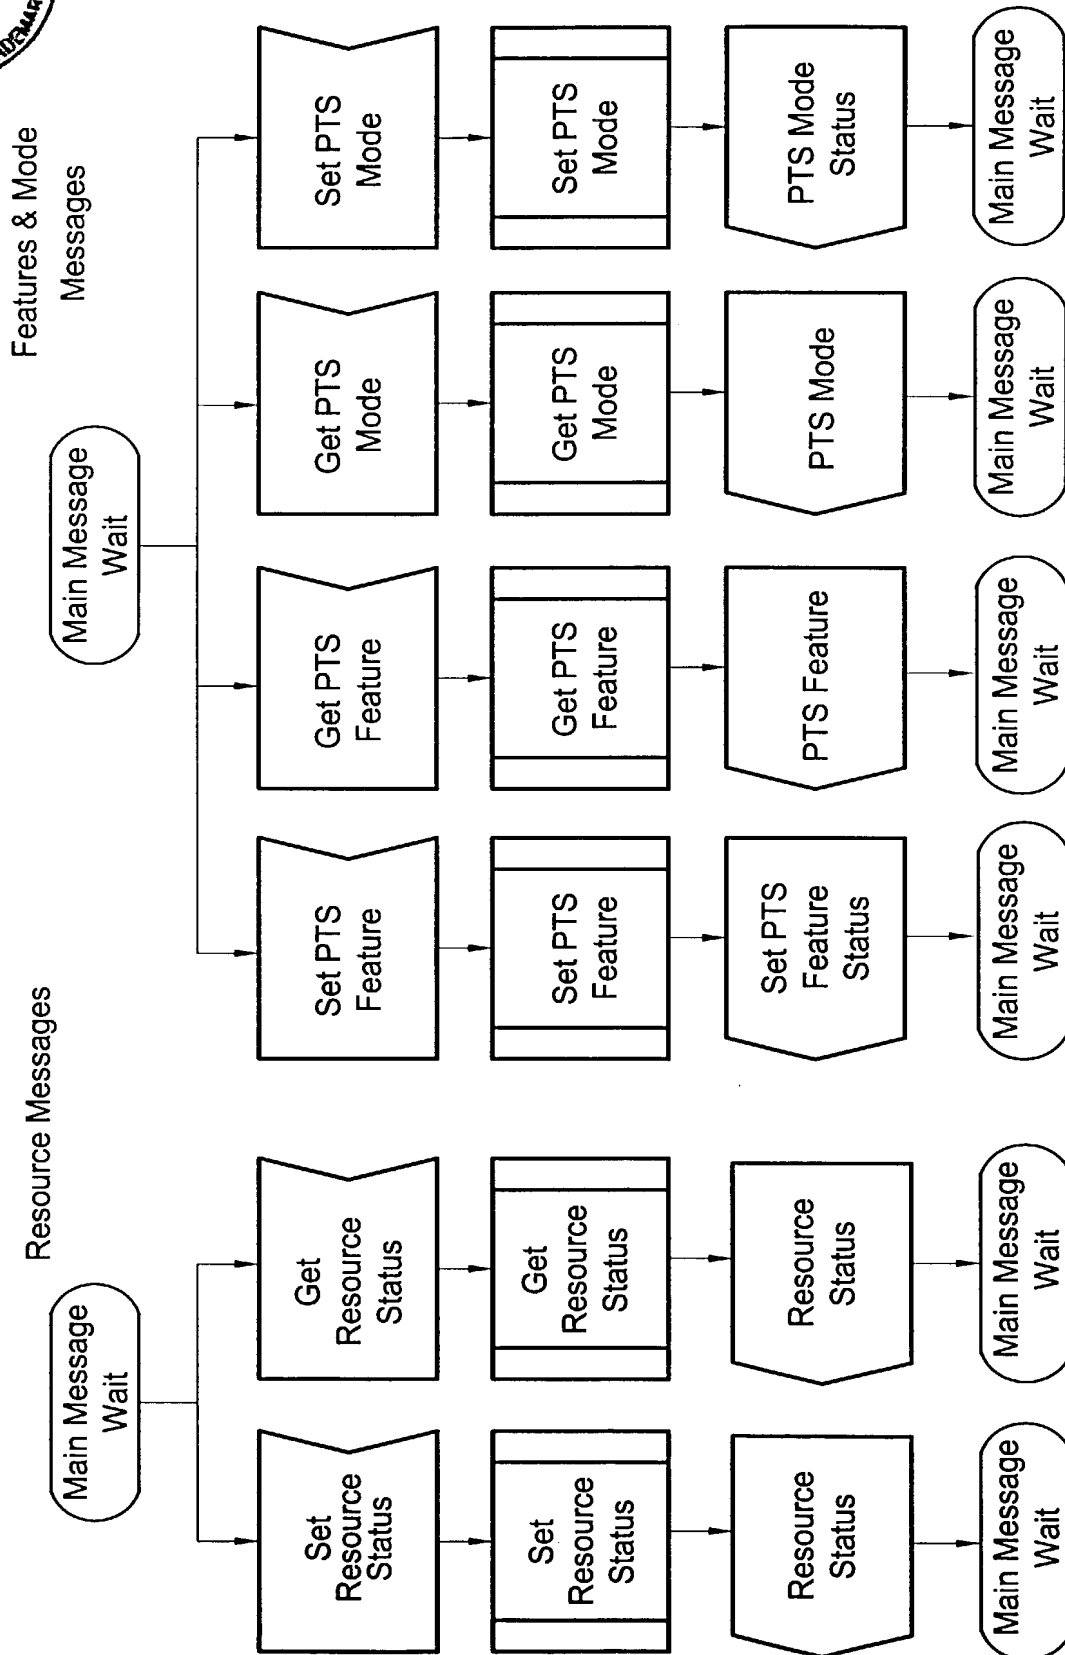 Resource Messages
Main Message
Wait
Set
Resource
Status
Get
Resource
Status
Set
Resource
Status
Get
Resource
Status
Resource
Status
Resource
Status
Main Message
Wait
Main Message
Wait
Features & Mode
Messages
Main Message
Wait
Set PTS
Feature
Get PTS
Feature
Get PTS
Mode
Set PTS
Mode
Set PTS
Feature
Get PTS
Feature
Get PTS
Mode
Set PTS
Mode
Set PTS
Feature
Status
PTS Feature
PTS Mode
PTS Mode
Status
Main Message
Wait
Main Message
Wait
Main Message
Wait
Main Message
Wait